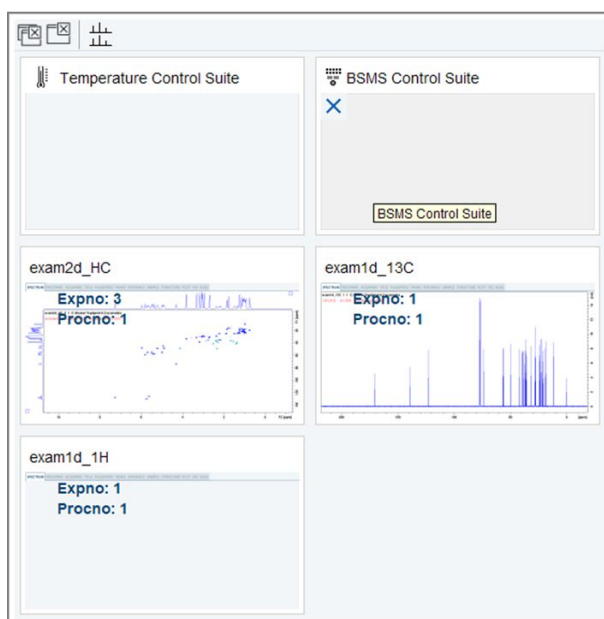 Temperature Control Suite
BSMS Control Suite
BSMS Control Suite
exam2d_HC
Expno: 3
Procno: 1
exam1d_13C
Expno: 1
Procno: 1
exam1d_1H
Expno: 1
Procno: 1